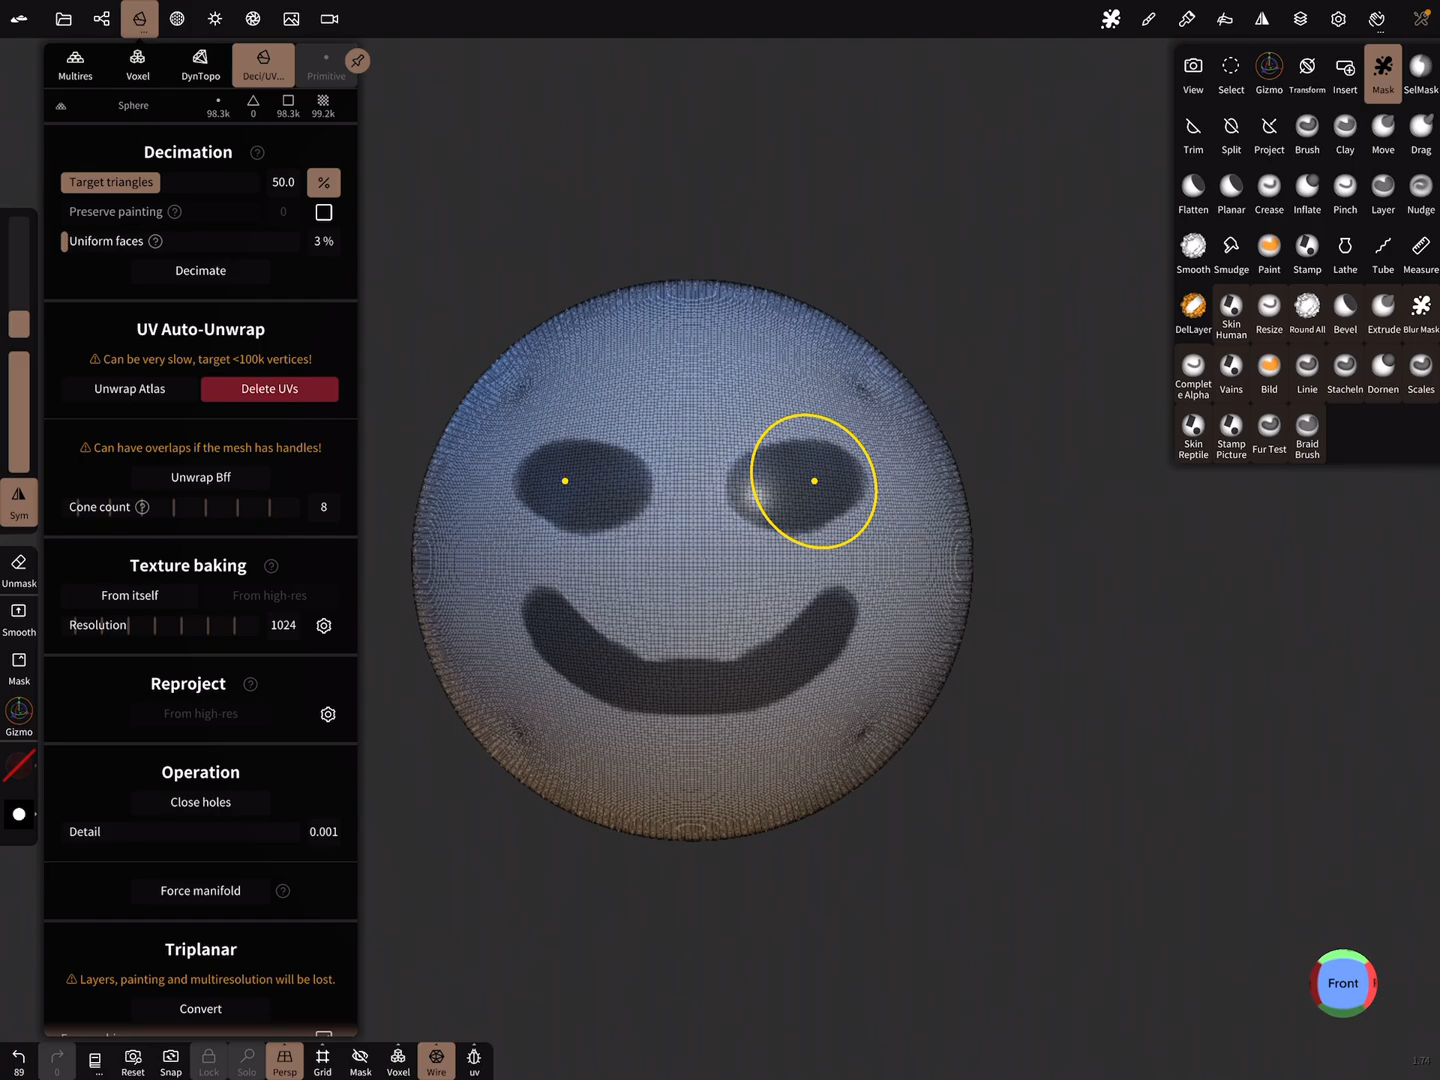 Multires
Voxel
DynTopo
Deci/UV...
Primitive
Sphere
98.3k
0
98.3k
99.2k
Decimation ?
Target triangles 50.0 %
Preserve painting ? 0
Uniform faces ? 3 %
Decimate
UV Auto-Unwrap
Can be very slow, target <100k vertices!
Unwrap Atlas
Delete UVs
Can have overlaps if the mesh has handles!
Unwrap Bff
Cone count ? 8
Texture baking ?
From itself
From high-res
Resolution 1024
Reproject ?
From high-res
Operation
Close holes
Detail 0.001
Force manifold ?
Triplanar
Layers, painting and multiresolution will be lost.
Convert
Sym
Unmask
Smooth
Mask
Gizmo
View
Select
Gizmo
Transform
Insert
Mask
SelMask
Trim
Split
Project
Brush
Clay
Move
Drag
Flatten
Planar
Crease
Inflate
Pinch
Layer
Nudge
Smooth
Smudge
Paint
Stamp
Lathe
Tube
Measure
DelLayer
Skin
Human
Resize
Round All
Bevel
Extrude
Blur Mask
Complet
e Alpha
Vains
Bild
Linie
Stacheln
Dornen
Scales
Skin
Reptile
Stamp
Picture
Fur Test
Braid
Brush
Front
89
0
...
Reset
Snap
Lock
Solo
Persp
Grid
Mask
Voxel
Wire
uv
1.74